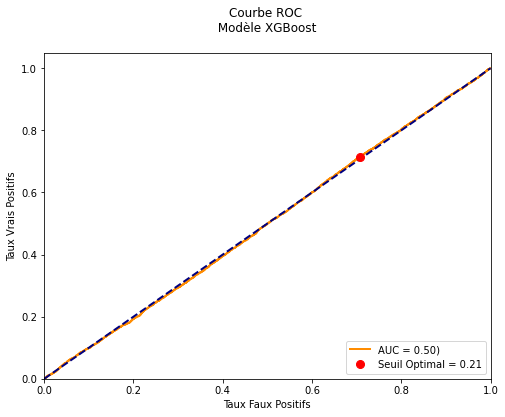 Courbe ROC
Modèle XGBoost
1.0
0.8
0.6
0.4
0.2
0.0
Taux Vrais Positifs
AUC = 0.50)
Seuil Optimal = 0.21
0.0 0.2 0.4 0.6 0.8 1.0
Taux Faux Positifs